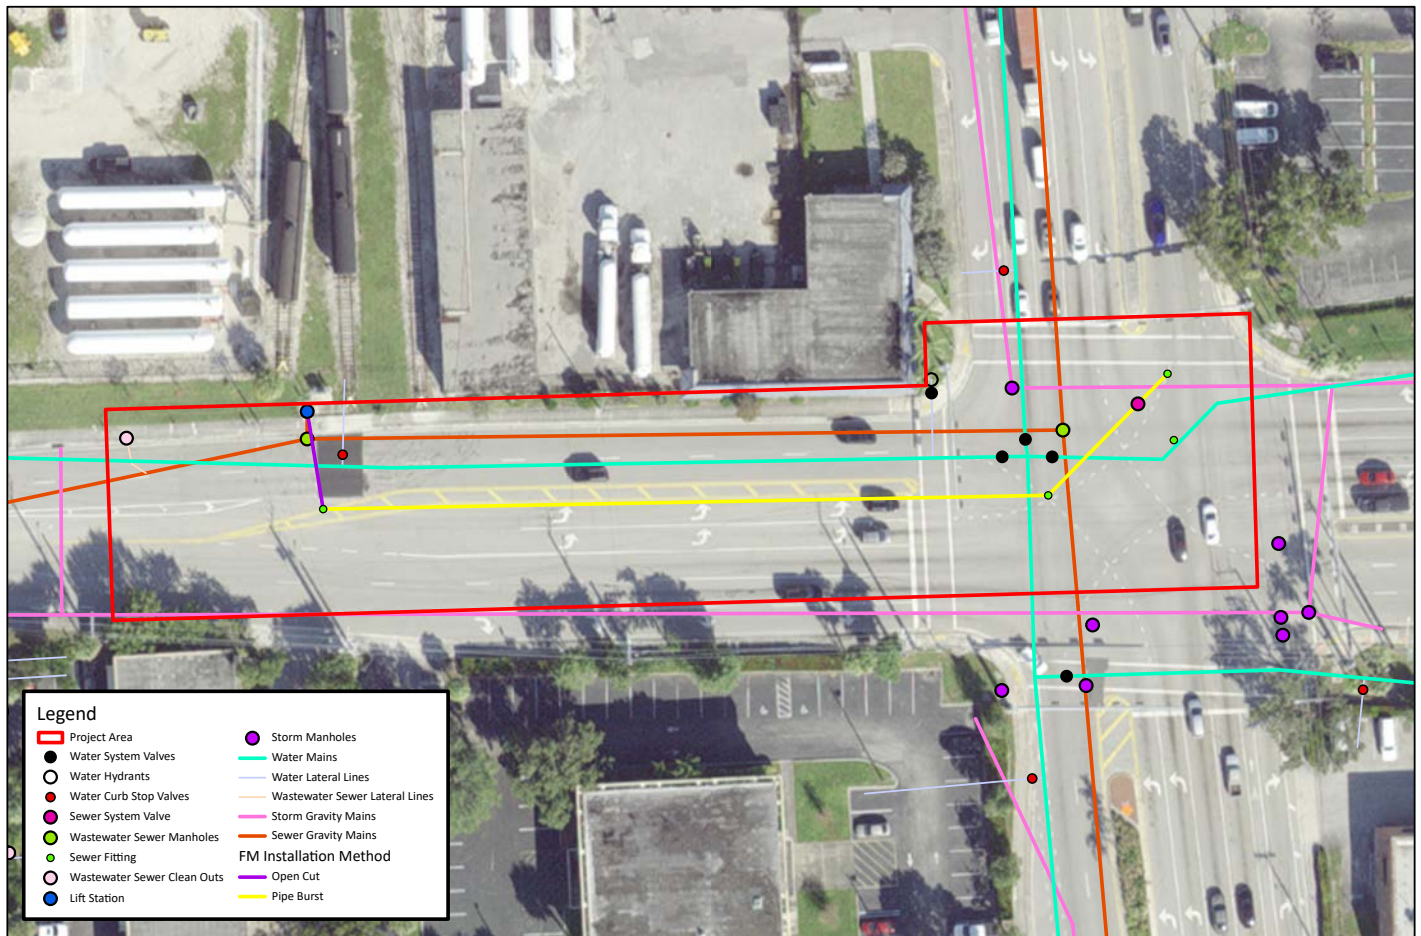 Legend
Project Area
Water System Valves
Water Hydrants
Water Curb Stop Valves
Sewer System Valve
Wastewater Sewer Manholes
Sewer Fitting
Wastewater Sewer Clean Outs
Lift Station
Storm Manholes
Water Mains
Water Lateral Lines
Wastewater Sewer Lateral Lines
Storm Gravity Mains
Sewer Gravity Mains
FM Installation Method
Open Cut
Pipe Burst